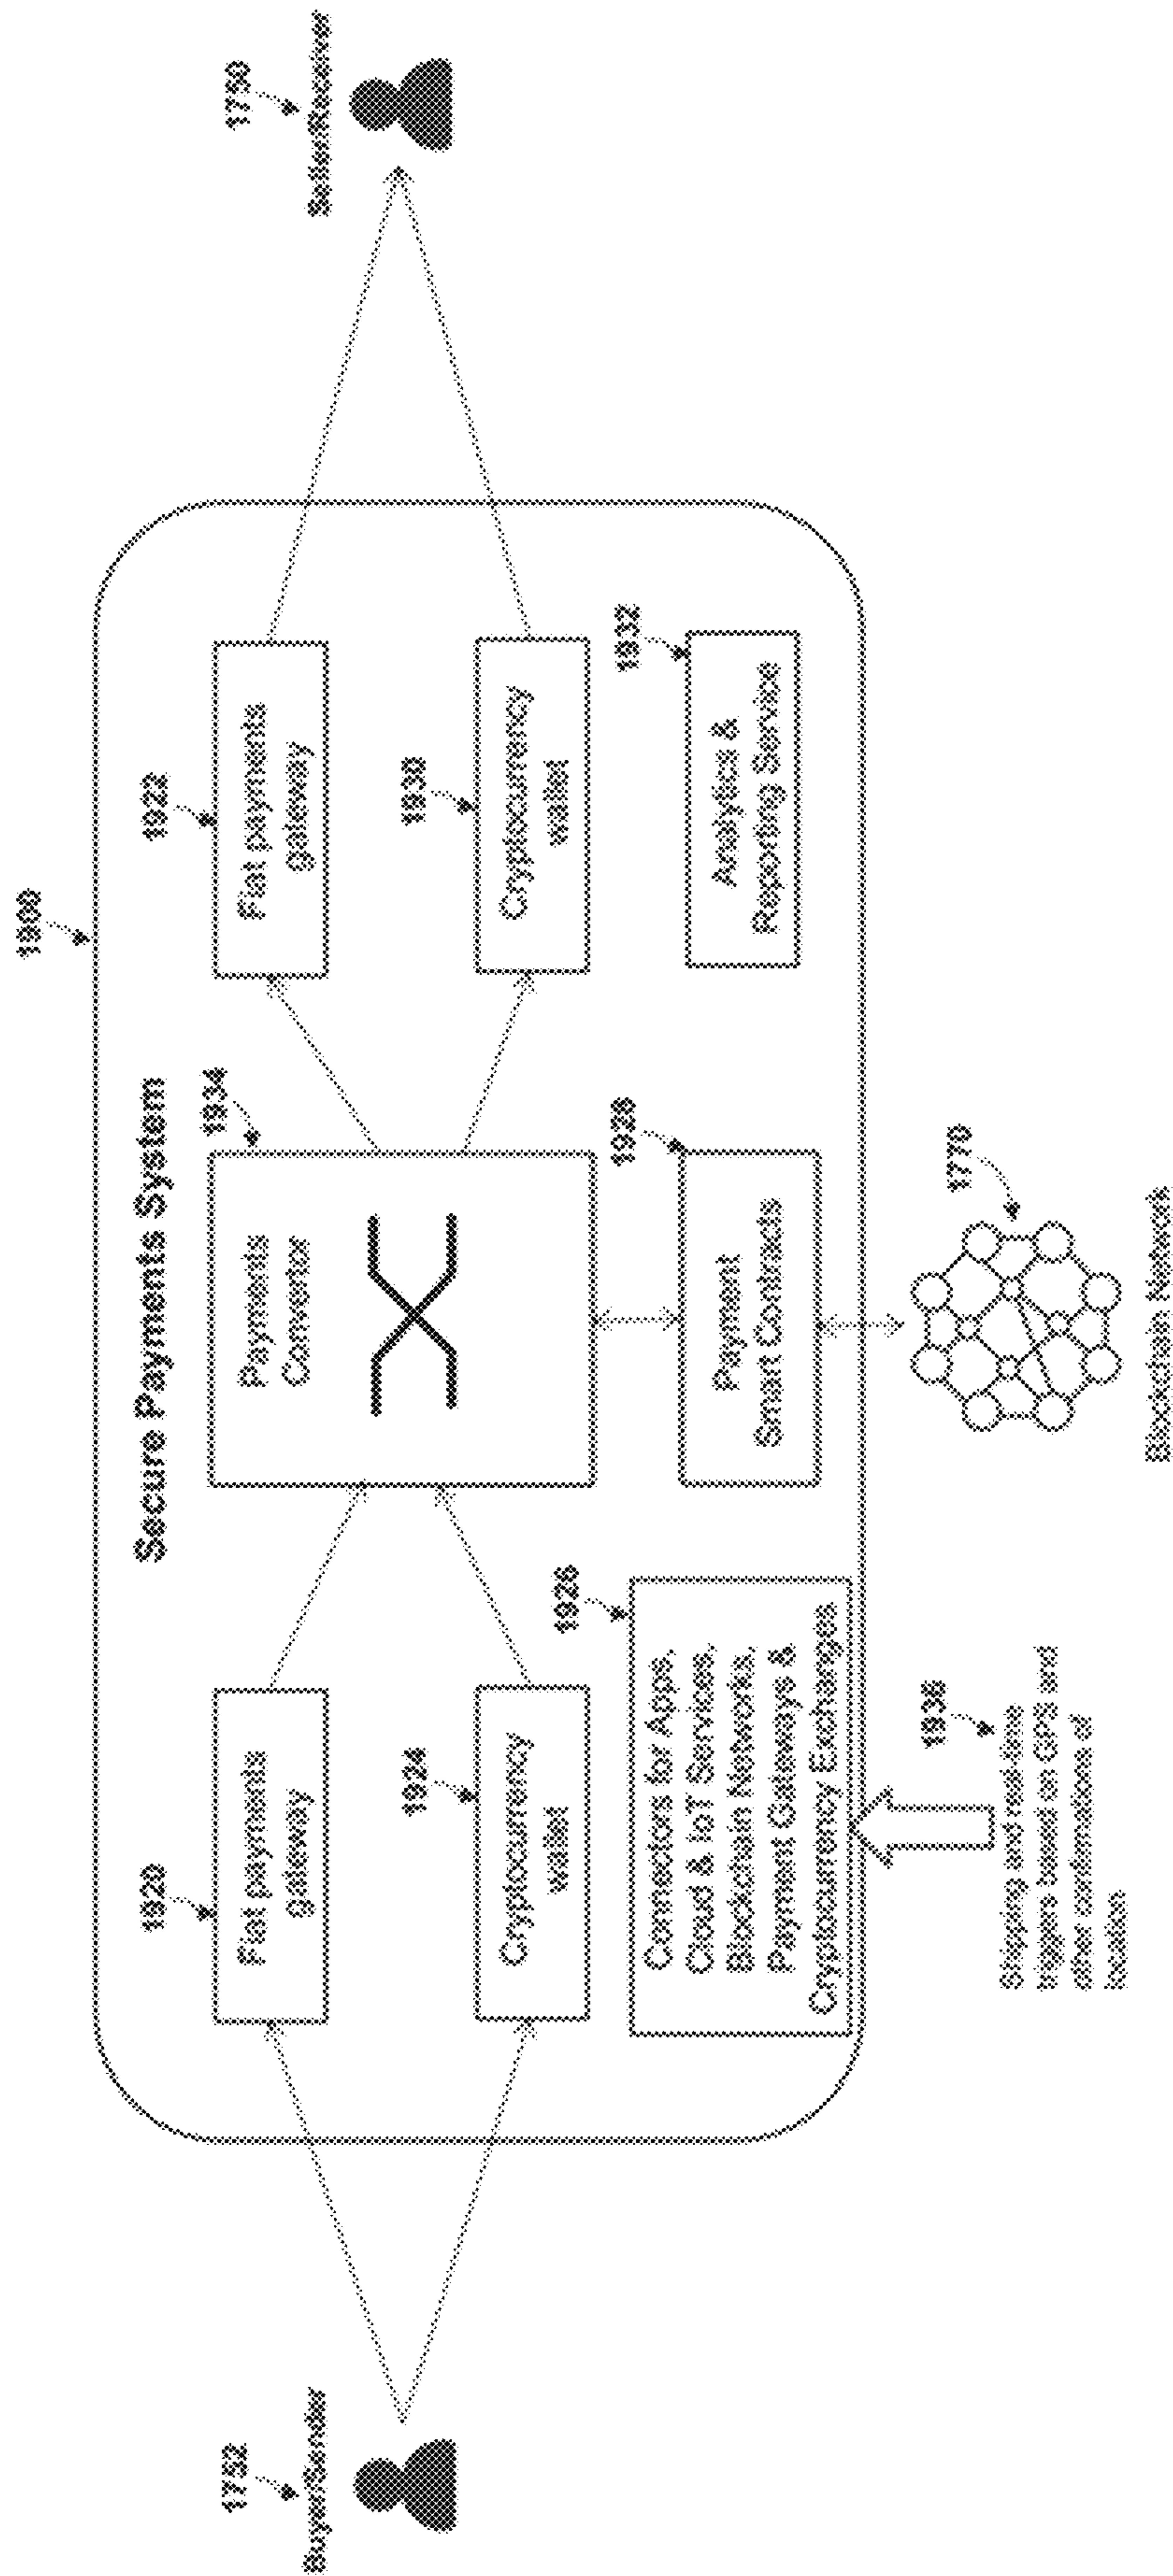 1900
Secure Payments System
1752
Buyer/Sender
1920
Fiat payments
gateway
1924
Cryptocurrency
wallet
1926
Connectors for Apps,
Cloud & IoT Services,
Blockchain Networks,
Payment Gateways &
Cryptocurrency Exchanges
1936
Shipping and real-time
triggers based on GPS and
other confirmations of
location
1934
Payments
Convertor
1928
Payment
Smart Contracts
1770
Blockchain Network
1922
Fiat payments
gateway
1930
Cryptocurrency
wallet
1932
Analytics &
Reporting Service
1750
Seller/Receiver